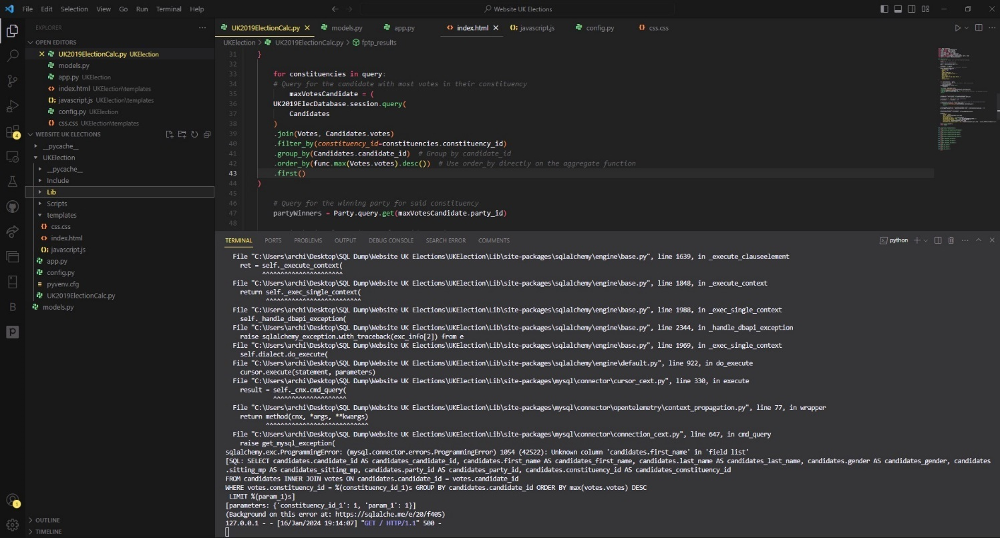 File Edit Selection View Go Run Terminal Help
Website UK Elections
EXPLORER
OPEN EDITORS
UK2019ElectionCalc.py UKElection
models.py
app.py UKElection
index.html UKElection\templates
javascript.js UKElection\templates
config.py UKElection
css.css UKElection\templates
WEBSITE UK ELECTIONS
__pycache__
UKElection
__pycache__
Include
Lib
Scripts
templates
css.css
index.html
javascript.js
app.py
config.py
pyvenv.cfg
UK2019ElectionCalc.py
models.py
OUTLINE
TIMELINE
4
1
UK2019ElectionCalc.py models.py app.py index.html javascript.js config.py css.css
UKElection > UK2019ElectionCalc.py > fptp_results
31 }
32
33 for constituencies in query:
34 # Query for the candidate with most votes in their constituency
35 maxVotesCandidate = (
36 UK2019ElecDatabase.session.query(
37 Candidates
38 )
39 .join(Votes, Candidates.votes)
40 .filter_by(constituency_id=constituencies.constituency_id)
41 .group_by(Candidates.candidate_id) # Group by candidate_id
42 .order_by(func.max(Votes.votes).desc()) # Use order_by directly on the aggregate function
43 .first()
44 )
45
46 # Query for the winning party for said constituency
47 partyWinners = Party.query.get(maxVotesCandidate.party_id)
48
TERMINAL PORTS PROBLEMS OUTPUT DEBUG CONSOLE SEARCH ERROR COMMENTS
python
File "C:\Users\archi\Desktop\SQL Dump\Website UK Elections\UKElection\Lib\site-packages\sqlalchemy\engine\base.py", line 1639, in _execute_clauseelement
ret = self._execute_context(
^^^^^^^^^^^^^^^^^^^^^^
File "C:\Users\archi\Desktop\SQL Dump\Website UK Elections\UKElection\Lib\site-packages\sqlalchemy\engine\base.py", line 1848, in _execute_context
return self._exec_single_context(
^^^^^^^^^^^^^^^^^^^^^^^^^^
File "C:\Users\archi\Desktop\SQL Dump\Website UK Elections\UKElection\Lib\site-packages\sqlalchemy\engine\base.py", line 1988, in _exec_single_context
self._handle_dbapi_exception(
File "C:\Users\archi\Desktop\SQL Dump\Website UK Elections\UKElection\Lib\site-packages\sqlalchemy\engine\base.py", line 2344, in _handle_dbapi_exception
raise sqlalchemy_exception.with_traceback(exc_info[2]) from e
File "C:\Users\archi\Desktop\SQL Dump\Website UK Elections\UKElection\Lib\site-packages\sqlalchemy\engine\base.py", line 1969, in _exec_single_context
self.dialect.do_execute(
File "C:\Users\archi\Desktop\SQL Dump\Website UK Elections\UKElection\Lib\site-packages\sqlalchemy\engine\default.py", line 922, in do_execute
cursor.execute(statement, parameters)
File "C:\Users\archi\Desktop\SQL Dump\Website UK Elections\UKElection\Lib\site-packages\mysql\connector\cursor_cext.py", line 330, in execute
result = self._cnx.cmd_query(
^^^^^^^^^^^^^^^^^^^^
File "C:\Users\archi\Desktop\SQL Dump\Website UK Elections\UKElection\Lib\site-packages\mysql\connector\opentelemetry\context_propagation.py", line 77, in wrapper
return method(cnx, *args, **kwargs)
^^^^^^^^^^^^^^^^^^^^^^^^^^^^
File "C:\Users\archi\Desktop\SQL Dump\Website UK Elections\UKElection\Lib\site-packages\mysql\connector\connection_cext.py", line 647, in cmd_query
raise get_mysql_exception(
sqlalchemy.exc.ProgrammingError: (mysql.connector.errors.ProgrammingError) 1054 (42S22): Unknown column 'candidates.first_name' in 'field list'
[SQL: SELECT candidates.candidate_id AS candidates_candidate_id, candidates.first_name AS candidates_first_name, candidates.last_name AS candidates_last_name, candidates.gender AS candidates_gender, candidates
.sitting_mp AS candidates_sitting_mp, candidates.party_id AS candidates_party_id, candidates.constituency_id AS candidates_constituency_id
FROM candidates INNER JOIN votes ON candidates.candidate_id = votes.candidate_id
WHERE votes.constituency_id = %(constituency_id_1)s GROUP BY candidates.candidate_id ORDER BY max(votes.votes) DESC
LIMIT %(param_1)s]
[parameters: {'constituency_id_1': 1, 'param_1': 1}]
(Background on this error at: https://sqlalche.me/e/20/f405)
127.0.0.1 - - [16/Jan/2024 19:14:07] "GET / HTTP/1.1" 500 -